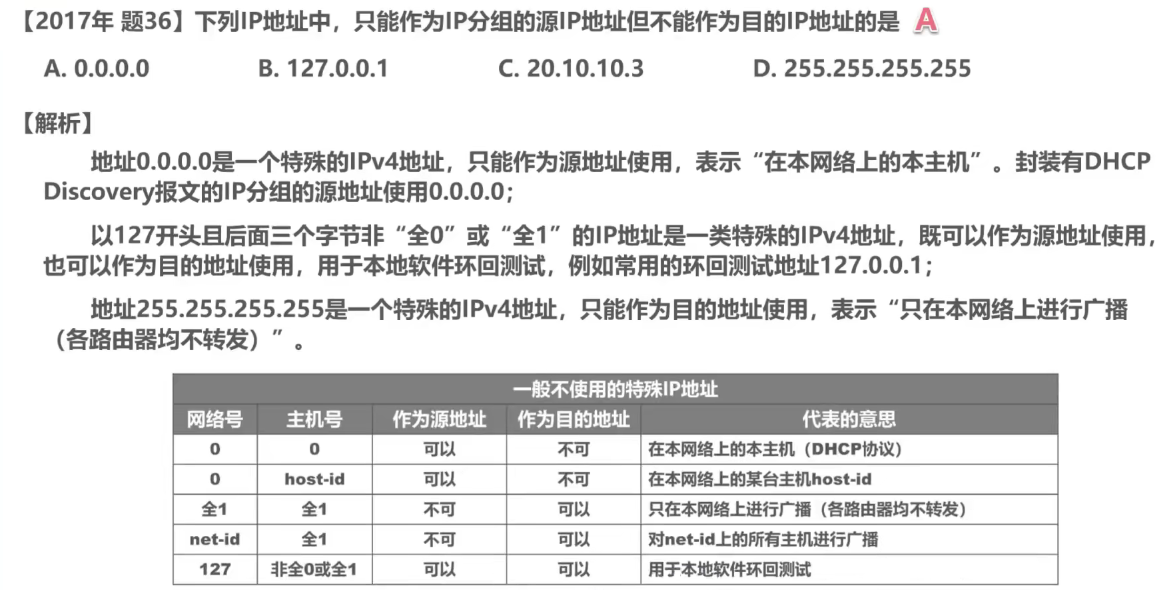 【2017年 题36】下列IP地址中，只能作为IP分组的源IP地址但不能作为目的IP地址的是 A
A. 0.0.0.0 B. 127.0.0.1 C. 20.10.10.3 D. 255.255.255.255
【解析】
地址0.0.0.0是一个特殊的IPv4地址，只能作为源地址使用，表示“在本网络上的本主机”。封装有DHCP
Discovery报文的IP分组的源地址使用0.0.0.0；
以127开头且后面三个字节非“全0”或“全1”的IP地址是一类特殊的IPv4地址，既可以作为源地址使用，
也可以作为目的地址使用，用于本地软件环回测试，例如常用的环回测试地址127.0.0.1；
地址255.255.255.255是一个特殊的IPv4地址，只能作为目的地址使用，表示“只在本网络上进行广播
（各路由器均不转发）”。
一般不使用的特殊IP地址
网络号 主机号 作为源地址 作为目的地址 代表的意思
0 0 可以 不可 在本网络上的本主机（DHCP协议）
0 host-id 可以 不可 在本网络上的某台主机host-id
全1 全1 不可 可以 只在本网络上进行广播（各路由器均不转发）
net-id 全1 不可 可以 对net-id上的所有主机进行广播
127 非全0或全1 可以 可以 用于本地软件环回测试